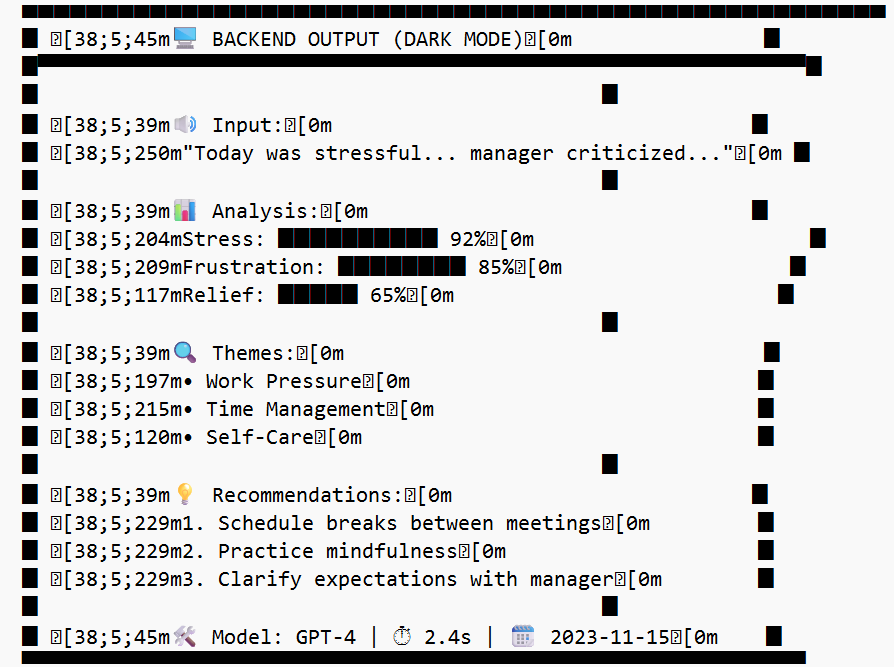 [38;5;45m🖥️ BACKEND OUTPUT (DARK MODE)[0m
[38;5;39m🔊 Input:[0m
[38;5;250m"Today was stressful... manager criticized..."[0m
[38;5;39m📊 Analysis:[0m
[38;5;204mStress: ██████████ 92%[0m
[38;5;209mFrustration: ████████ 85%[0m
[38;5;117mRelief: █████ 65%[0m
[38;5;39m🔍 Themes:[0m
[38;5;197m• Work Pressure[0m
[38;5;215m• Time Management[0m
[38;5;120m• Self-Care[0m
[38;5;39m💡 Recommendations:[0m
[38;5;229m1. Schedule breaks between meetings[0m
[38;5;229m2. Practice mindfulness[0m
[38;5;229m3. Clarify expectations with manager[0m
[38;5;45m🛠️ Model: GPT-4 | ⏱ 2.4s | 📅 2023-11-15[0m